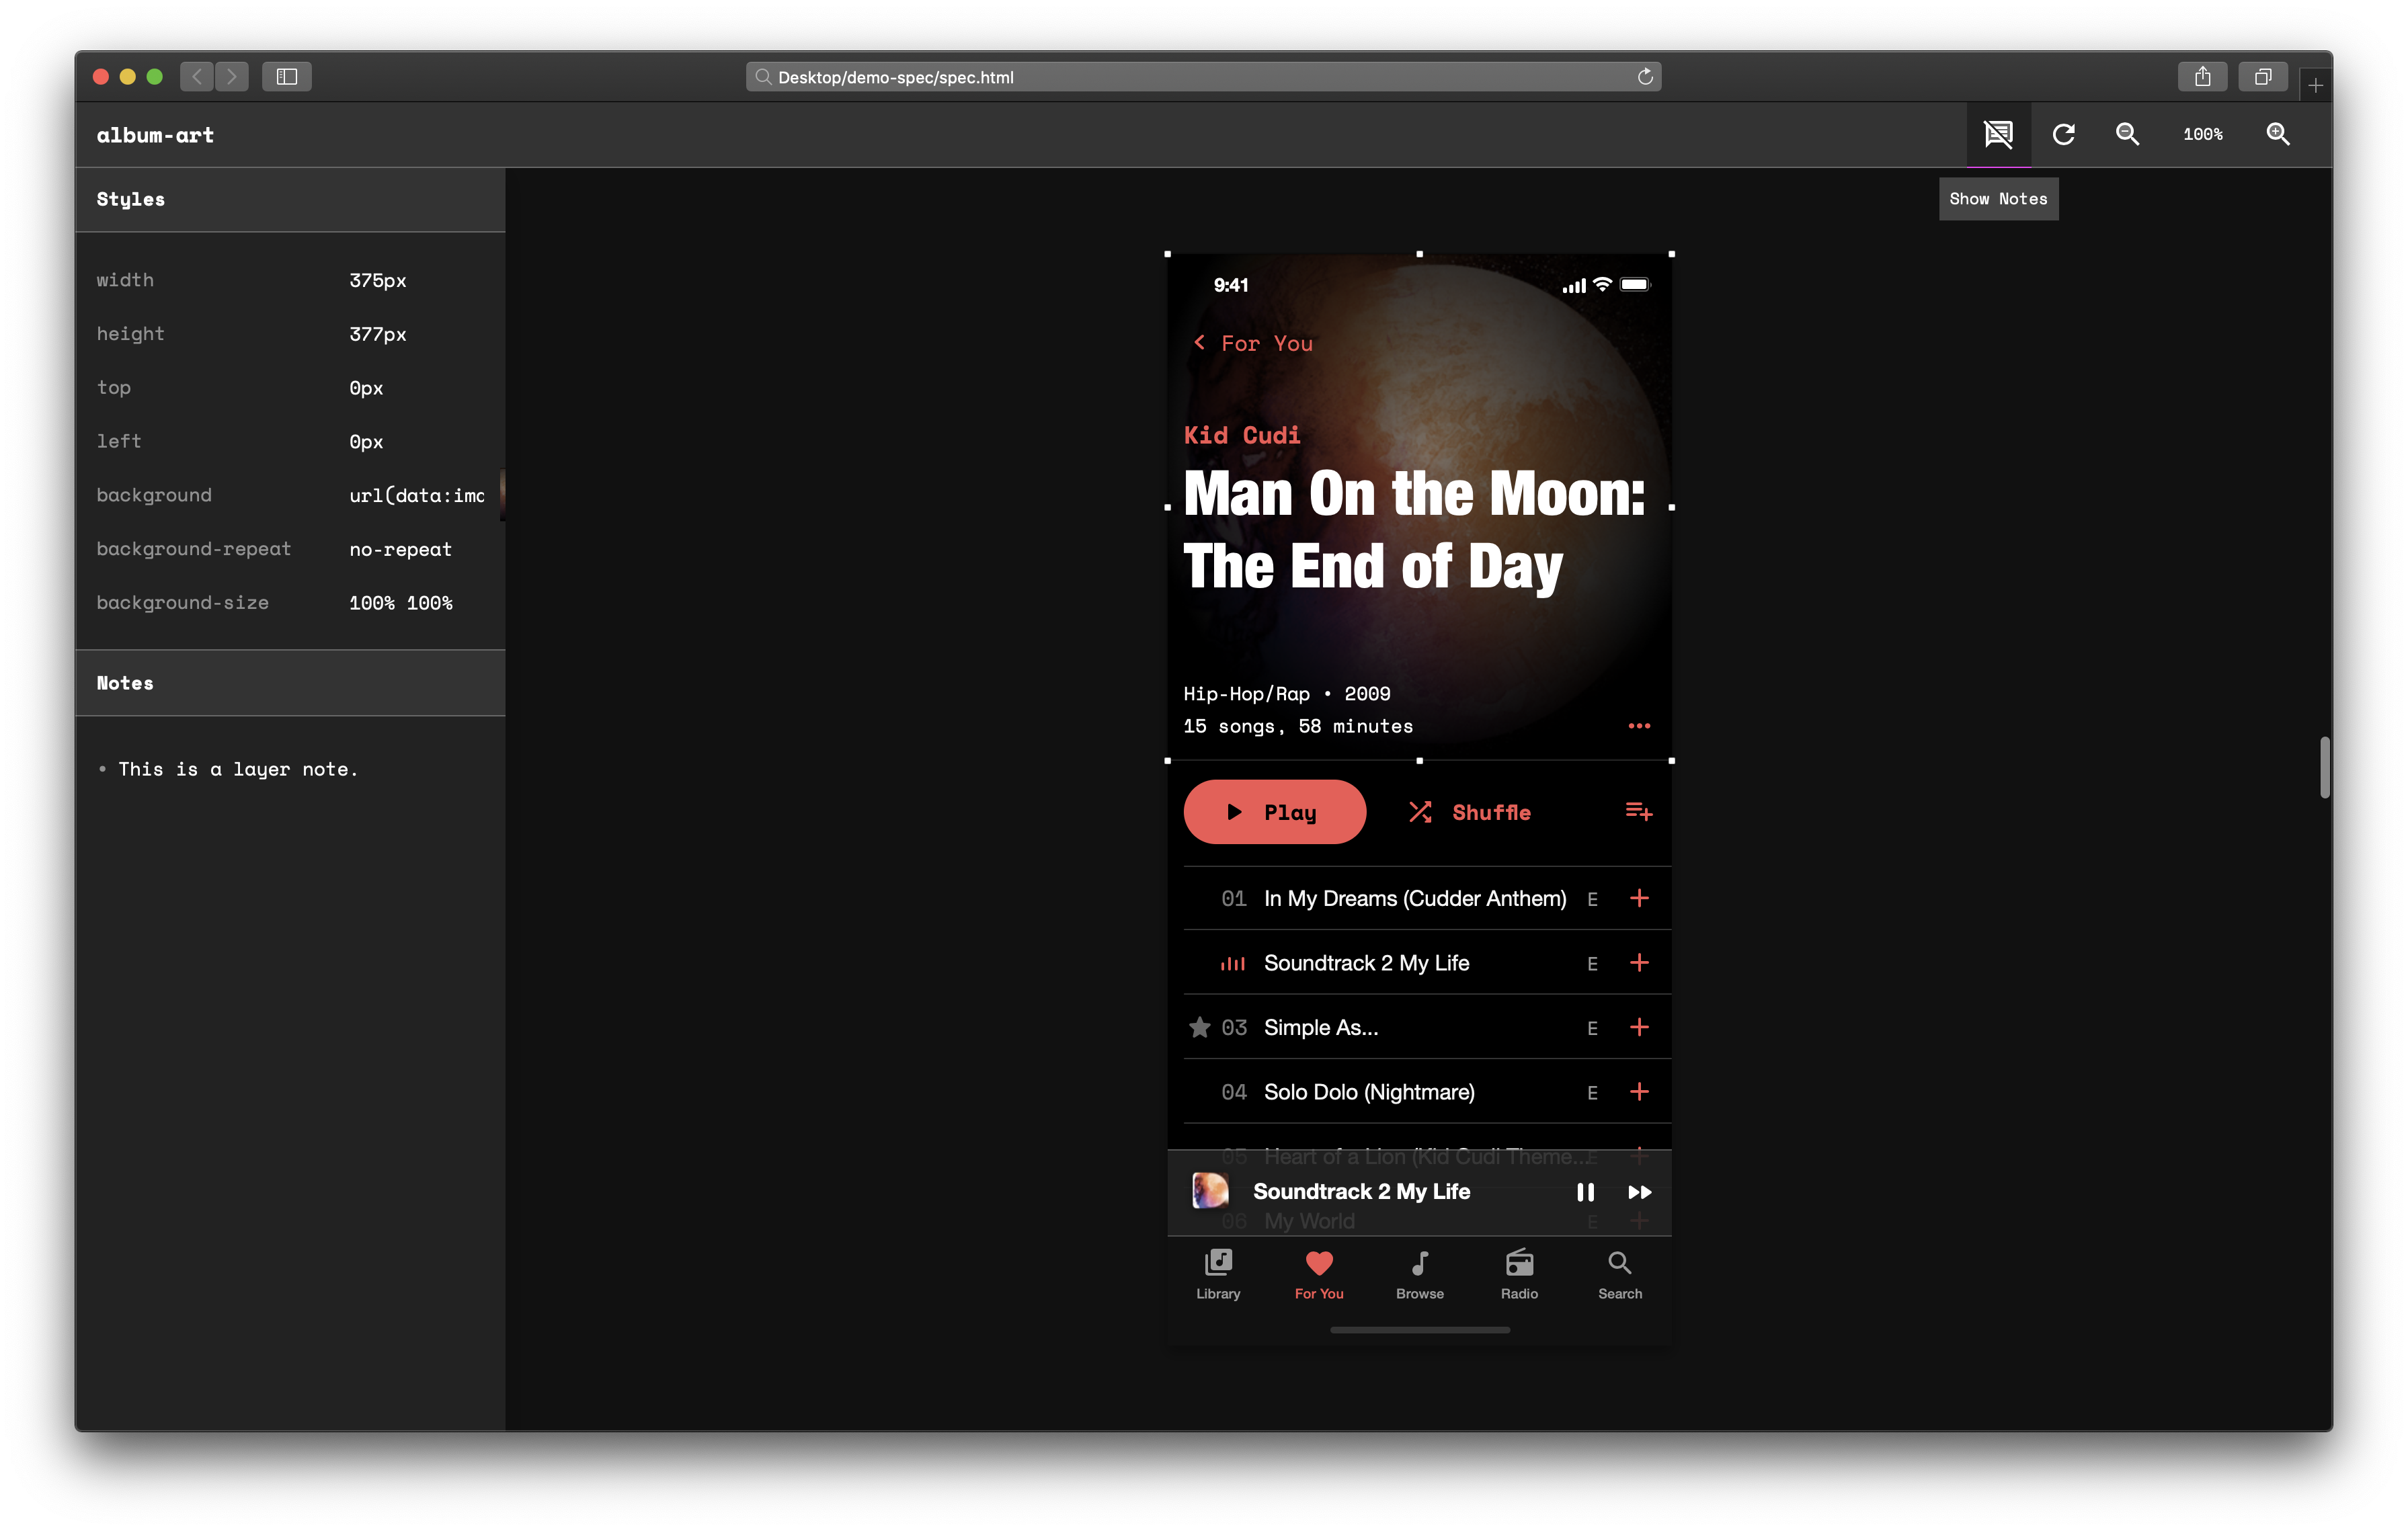 Desktop/demo-spec/spec.html
album-art
100%
Show Notes
Styles
width 375px
height 377px
top 0px
left 0px
background url(data:ima
background-repeat no-repeat
background-size 100% 100%
Notes
• This is a layer note.
9:41
For You
Kid Cudi
Man On the Moon:
The End of Day
Hip-Hop/Rap • 2009
15 songs, 58 minutes
Play Shuffle
01 In My Dreams (Cudder Anthem) E
Soundtrack 2 My Life E
03 Simple As... E
04 Solo Dolo (Nightmare) E
05 Heart of a Lion (Kid Cudi Theme... E
Soundtrack 2 My Life
06 My World E
Library For You Browse Radio Search